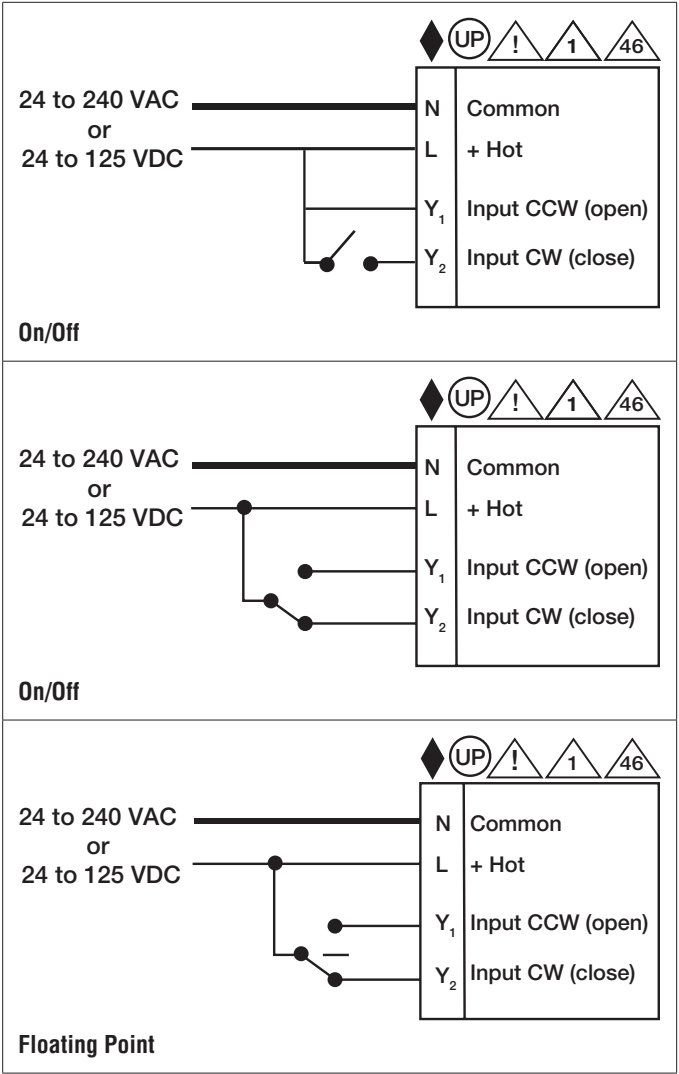 UP ! 1 46
24 to 240 VAC
or
24 to 125 VDC
N Common
L + Hot
Y1 Input CCW (open)
Y2 Input CW (close)
On/Off
UP ! 1 46
24 to 240 VAC
or
24 to 125 VDC
N Common
L + Hot
Y1 Input CCW (open)
Y2 Input CW (close)
On/Off
UP ! 1 46
24 to 240 VAC
or
24 to 125 VDC
N Common
L + Hot
Y1 Input CCW (open)
Y2 Input CW (close)
Floating Point